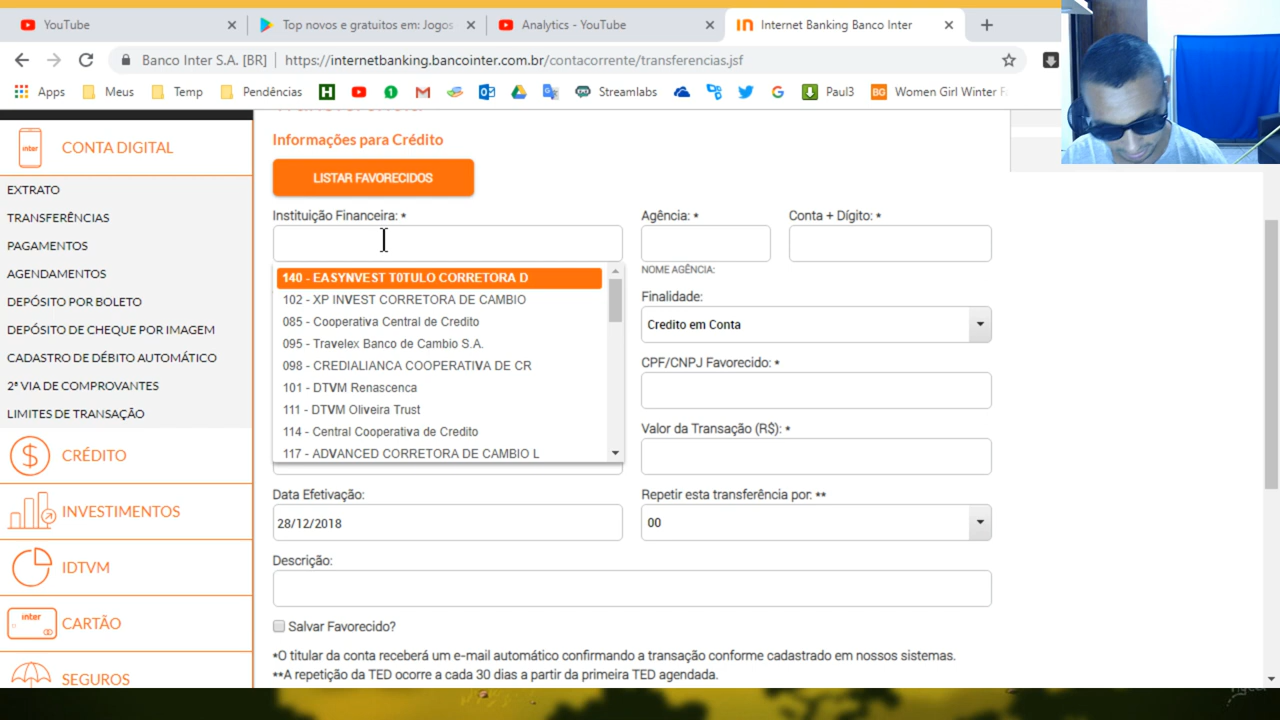 YouTube
Top novos e gratuitos em: Jogos
Analytics - YouTube
Internet Banking Banco Inter
Banco Inter S.A. [BR]
https://internetbanking.bancointer.com.br/contacorrente/transferencias.jsf
Apps
Meus
Temp
Pendências
Streamlabs
Paul3
Women Girl Winter F
inter
CONTA DIGITAL
EXTRATO
TRANSFERÊNCIAS
PAGAMENTOS
AGENDAMENTOS
DEPÓSITO POR BOLETO
DEPÓSITO DE CHEQUE POR IMAGEM
CADASTRO DE DÉBITO AUTOMÁTICO
2ª VIA DE COMPROVANTES
LIMITES DE TRANSAÇÃO
CRÉDITO
INVESTIMENTOS
IDTVM
inter
CARTÃO
SEGUROS
Informações para Crédito
LISTAR FAVORECIDOS
Instituição Financeira: *
Agência: *
Conta + Dígito: *
140 - EASYNVEST T0TULO CORRETORA D
102 - XP INVEST CORRETORA DE CAMBIO
085 - Cooperativa Central de Credito
095 - Travelex Banco de Cambio S.A.
098 - CREDIALIANCA COOPERATIVA DE CR
101 - DTVM Renascenca
111 - DTVM Oliveira Trust
114 - Central Cooperativa de Credito
117 - ADVANCED CORRETORA DE CAMBIO L
NOME AGÊNCIA:
Finalidade:
Credito em Conta
CPF/CNPJ Favorecido: *
Valor da Transação (R$): *
Data Efetivação:
28/12/2018
Repetir esta transferência por: **
00
Descrição:
Salvar Favorecido?
*O titular da conta receberá um e-mail automático confirmando a transação conforme cadastrado em nossos sistemas.
**A repetição da TED ocorre a cada 30 dias a partir da primeira TED agendada.